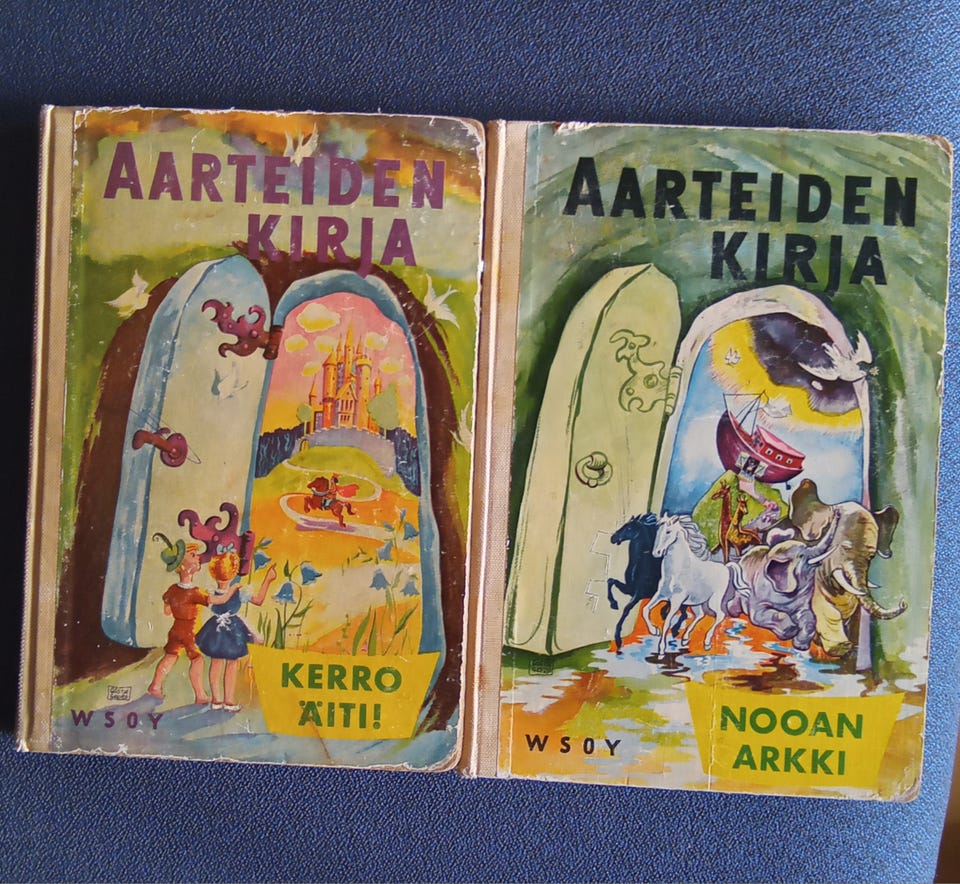 AARTEIDEN
KIRJA
KERRO
ÄITI!
WSOY
AARTEIDEN
KIRJA
NOOAN
ARKKI
WSOY